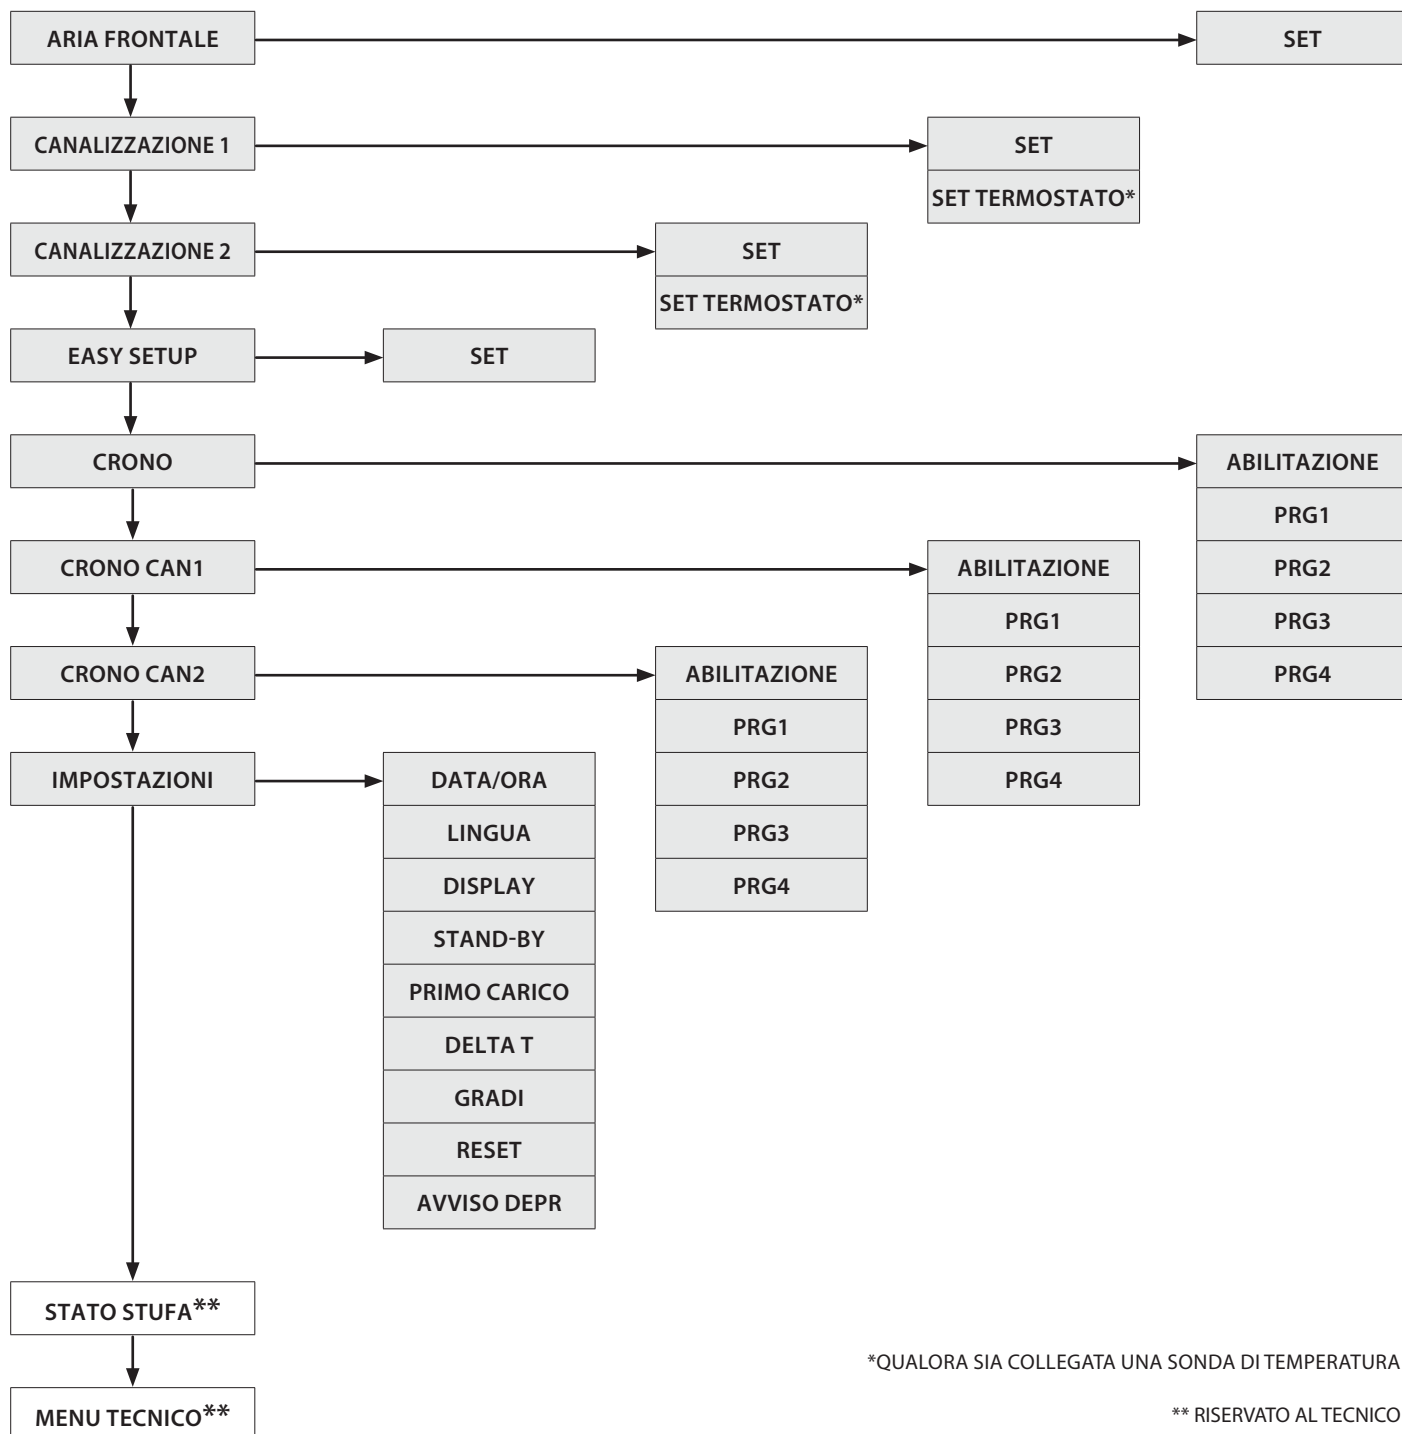 ARIA FRONTALE
SET
CANALIZZAZIONE 1
SET
SET TERMOSTATO*
CANALIZZAZIONE 2
SET
SET TERMOSTATO*
EASY SETUP
SET
CRONO
ABILITAZIONE
PRG1
PRG2
PRG3
PRG4
CRONO CAN1
ABILITAZIONE
PRG1
PRG2
PRG3
PRG4
CRONO CAN2
ABILITAZIONE
PRG1
PRG2
PRG3
PRG4
IMPOSTAZIONI
DATA/ORA
LINGUA
DISPLAY
STAND-BY
PRIMO CARICO
DELTA T
GRADI
RESET
AVVISO DEPR
STATO STUFA**
MENU TECNICO**
*QUALORA SIA COLLEGATA UNA SONDA DI TEMPERATURA
** RISERVATO AL TECNICO